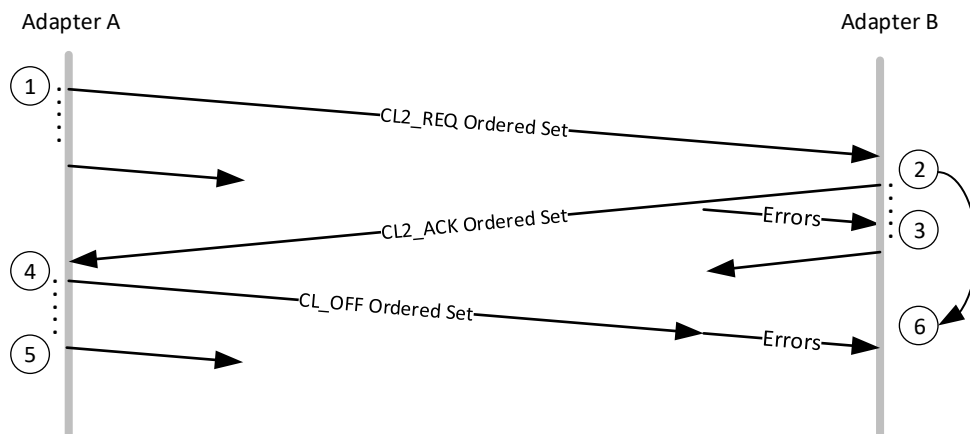 Adapter A
Adapter B
1
CL2_REQ Ordered Set
2
Errors
3
CL2_ACK Ordered Set
4
CL_OFF Ordered Set
6
Errors
5